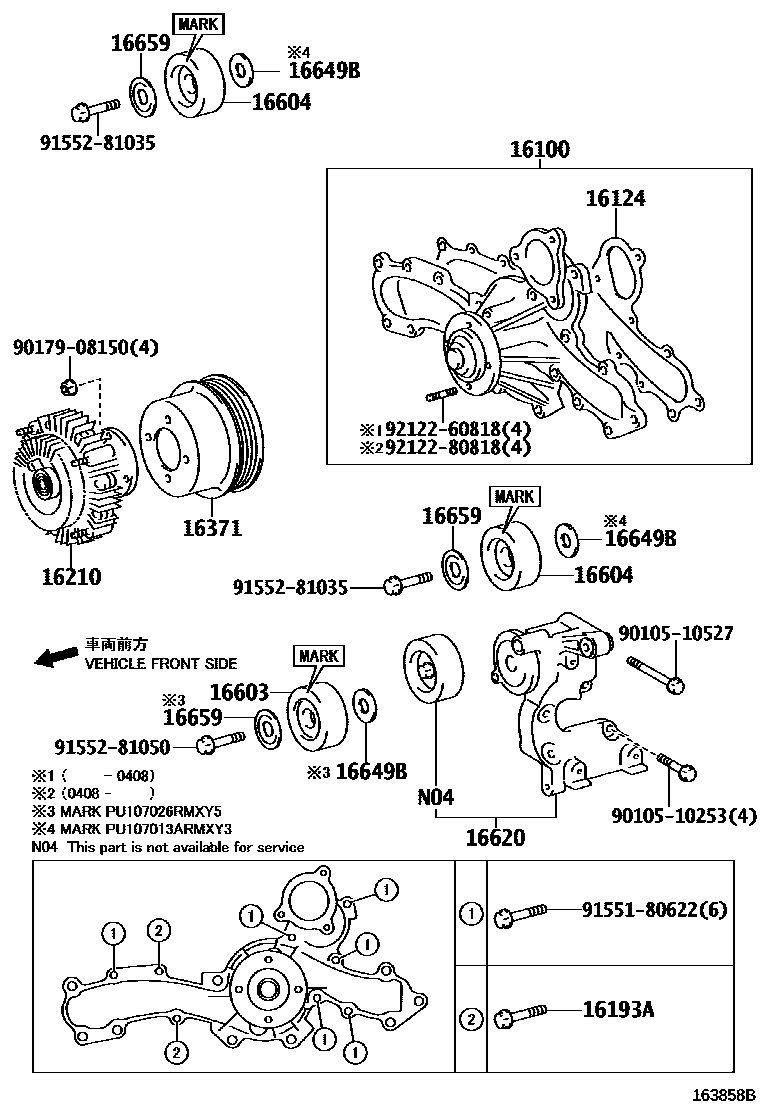 MARK
16659
※4
16649B
16604
91552-81035
16100
16124
90179-08150(4)
※1 92122-60818(4)
※2 92122-80818(4)
16371
16210
MARK
16659
※4
16649B
91552-81035
16604
車両前方
VEHICLE FRONT SIDE
90105-10527
MARK
16603
※3
16659
91552-81050
※3 16649B
※1 ( - 0408)
※2 (0408 - )
※3 MARK PU107026RMXY5
※4 MARK PU107013ARMXY3
N04 This part is not available for service
N04
16620
90105-10253(4)
1
1
1
2
1
1
1
2
1
91551-80622(6)
2
16193A
163858B